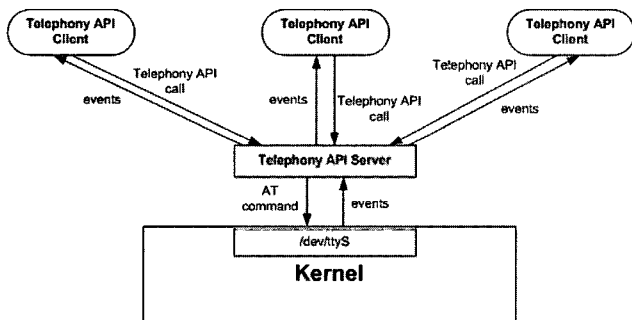 Telephony API
Client
Telephony API
Client
Telephony API
Client
Telephony API
call
events
events
Telephony API
call
Telephony API
call
events
Telephony API Server
AT
command
events
/dev/ttyS
Kernel